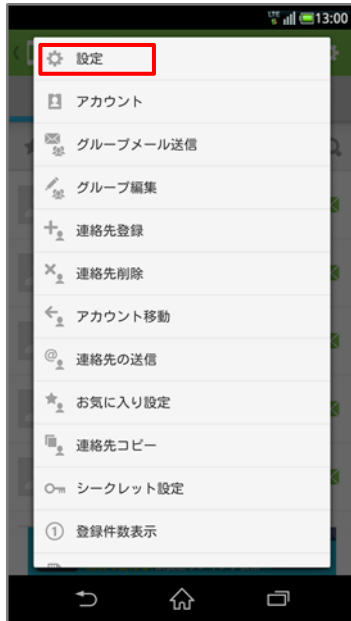 LTE 13:00
設定
アカウント
グループメール送信
グループ編集
連絡先登録
連絡先削除
アカウント移動
連絡先の送信
お気に入り設定
連絡先コピー
シークレット設定
1 登録件数表示